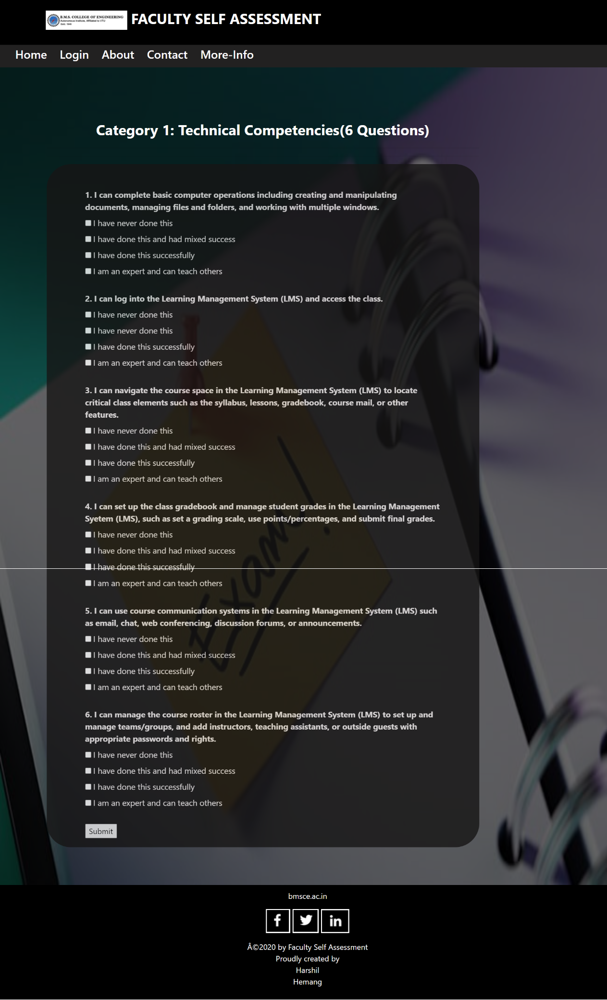 B.M.S. COLLEGE OF ENGINEERING
Autonomous Institute, Affiliated to VTU
Estd. 1946
FACULTY SELF ASSESSMENT
Home Login About Contact More-Info
Category 1: Technical Competencies(6 Questions)
1. I can complete basic computer operations including creating and manipulating
documents, managing files and folders, and working with multiple windows.
I have never done this
I have done this and had mixed success
I have done this successfully
I am an expert and can teach others
2. I can log into the Learning Management System (LMS) and access the class.
I have never done this
I have never done this
I have done this successfully
I am an expert and can teach others
3. I can navigate the course space in the Learning Management System (LMS) to locate
critical class elements such as the syllabus, lessons, gradebook, course mail, or other
features.
I have never done this
I have done this and had mixed success
I have done this successfully
I am an expert and can teach others
4. I can set up the class gradebook and manage student grades in the Learning Management
Syetem (LMS), such as set a grading scale, use points/percentages, and submit final grades.
I have never done this
I have done this and had mixed success
I have done this successfully
I am an expert and can teach others
Exam!
5. I can use course communication systems in the Learning Management System (LMS) such
as email, chat, web conferencing, discussion forums, or announcements.
I have never done this
I have done this and had mixed success
I have done this successfully
I am an expert and can teach others
6. I can manage the course roster in the Learning Management System (LMS) to set up and
manage teams/groups, and add instructors, teaching assistants, or outside guests with
appropriate passwords and rights.
I have never done this
I have done this and had mixed success
I have done this successfully
I am an expert and can teach others
Submit
bmsce.ac.in
f in
Â©2020 by Faculty Self Assessment
Proudly created by
Harshil
Hemang